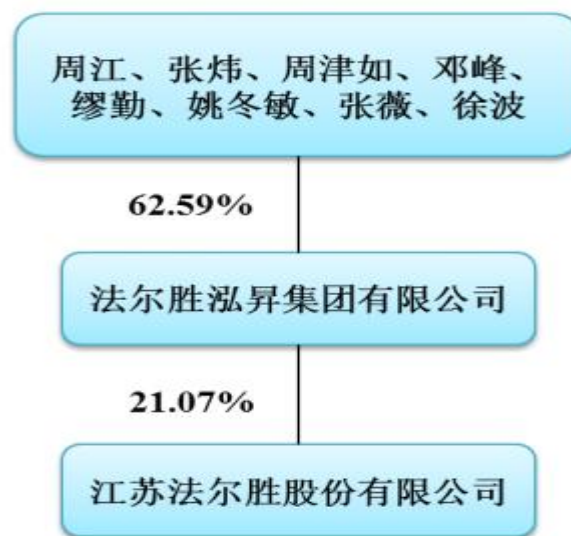 周江、张炜、周津如、邓峰、
缪勤、姚冬敏、张薇、徐波
62.59%
法尔胜泓昇集团有限公司
21.07%
江苏法尔胜股份有限公司